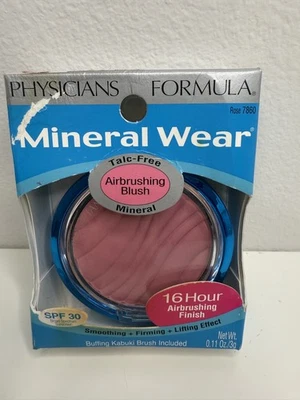 PHYSICIANS FORMULA®
Rose 7860
Mineral Wear®
Talc-Free
Airbrushing
Blush
Mineral
16 Hour
Airbrushing
Finish
SPF 30
Smoothing + Firming + Lifting Effect
Buffing Kabuki Brush Included
Net Wt.
0.11 Oz/3g